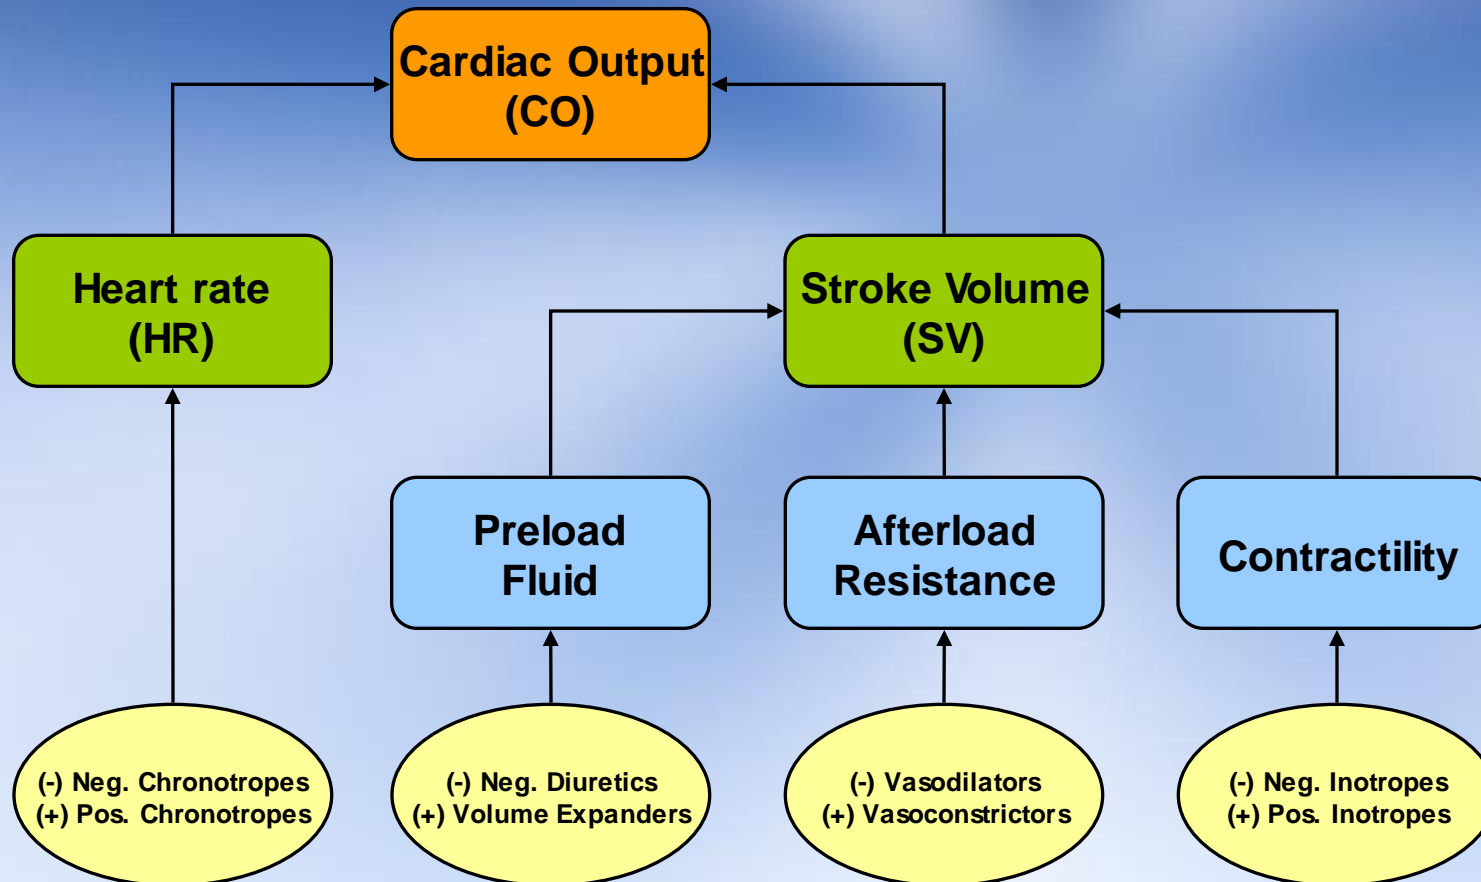 Cardiac Output
(CO)
Heart rate
(HR)
Stroke Volume
(SV)
Preload
Fluid
Afterload
Resistance
Contractility
(-) Neg. Chronotropes
(+) Pos. Chronotropes
(-) Neg. Diuretics
(+) Volume Expanders
(-) Vasodilators
(+) Vasoconstrictors
(-) Neg. Inotropes
(+) Pos. Inotropes